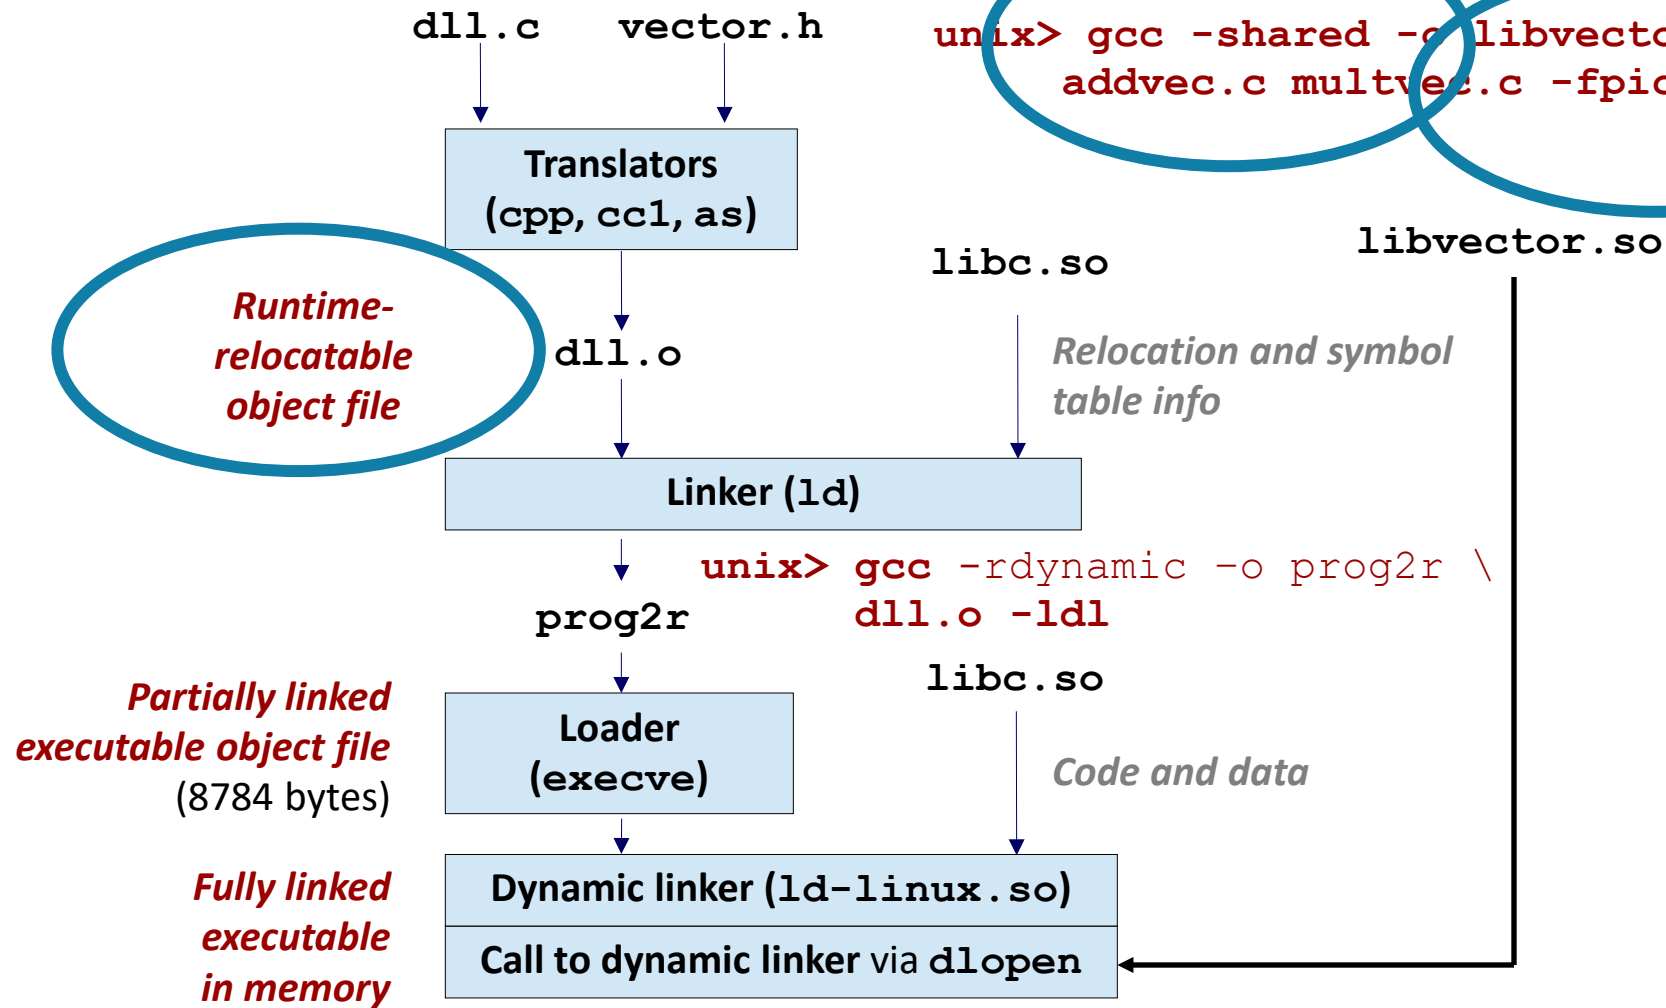 dll.c vector.h
unix> gcc -shared -o libvecto
addvec.c multvec.c -fpic
Translators
(cpp, cc1, as)
libc.so
libvector.so
Runtime-
relocatable
object file
dll.o
Relocation and symbol
table info
Linker (ld)
unix> gcc -rdynamic –o prog2r \
dll.o -ldl
prog2r
libc.so
Partially linked
executable object file
(8784 bytes)
Loader
(execve)
Code and data
Fully linked
executable
in memory
Dynamic linker (ld-linux.so)
Call to dynamic linker via dlopen